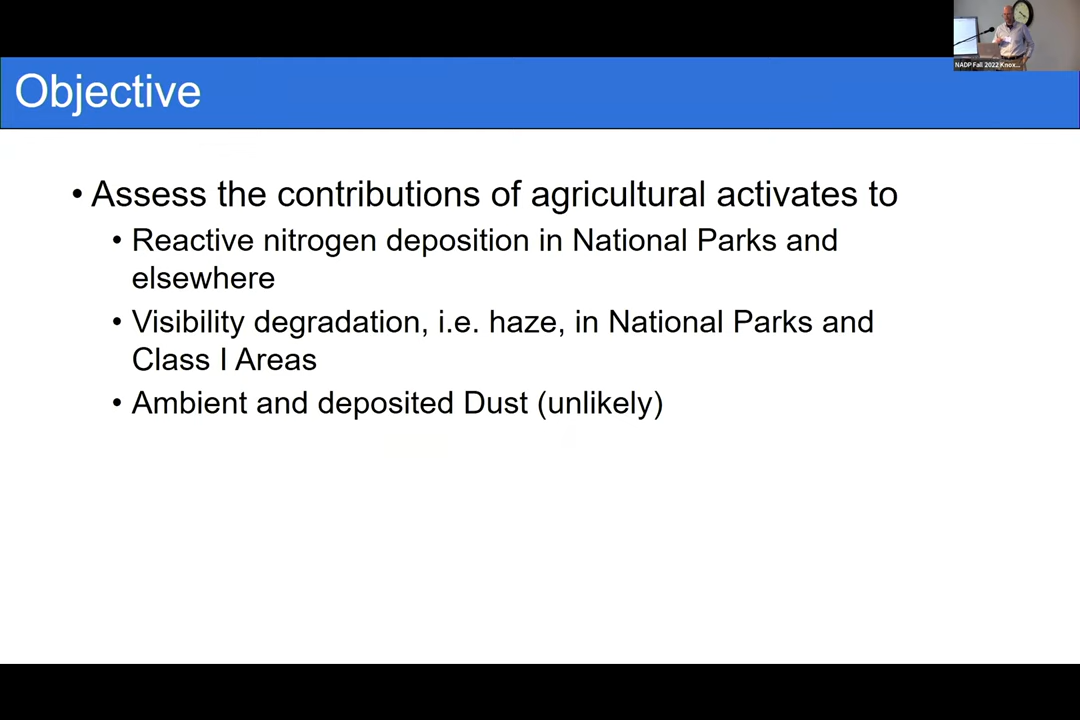 NADP Fall 2022 Knox...
Objective
• Assess the contributions of agricultural activates to
• Reactive nitrogen deposition in National Parks and
elsewhere
• Visibility degradation, i.e. haze, in National Parks and
Class I Areas
• Ambient and deposited Dust (unlikely)